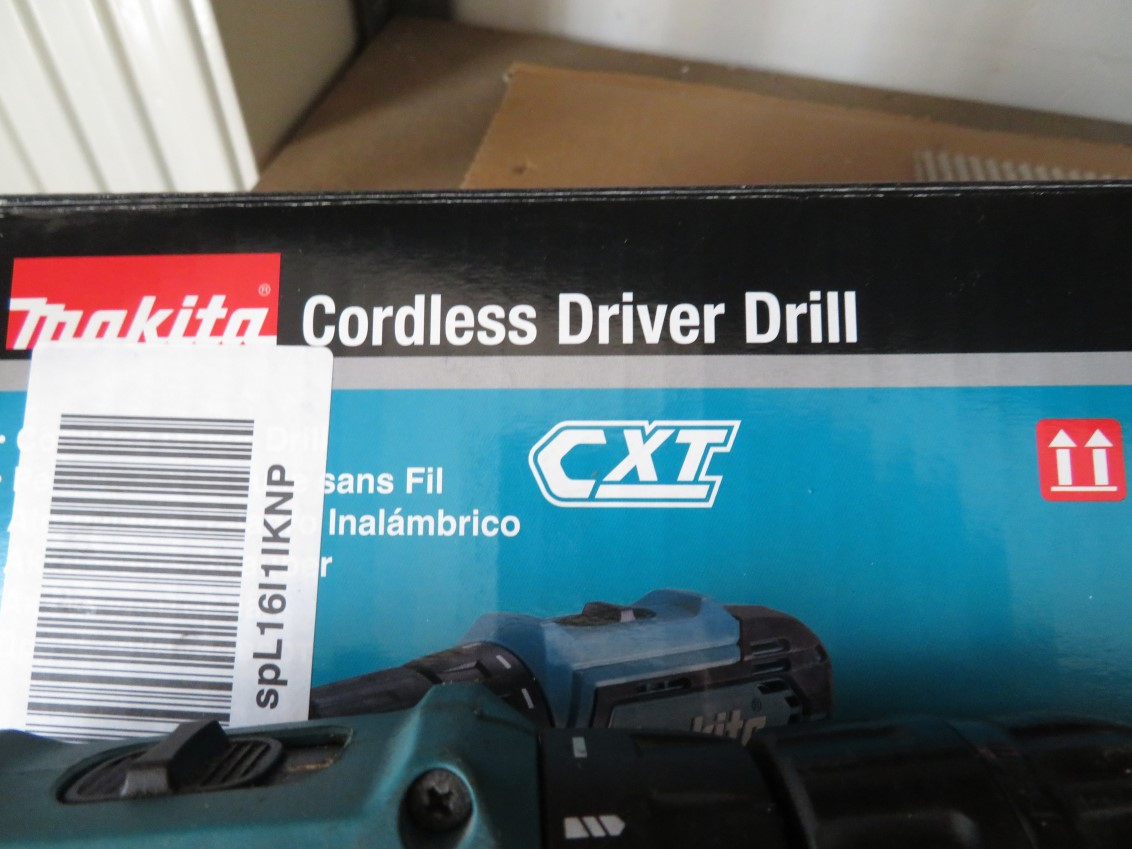 Makita®
Cordless Driver Drill
CXT
sans Fil
Inalámbrico
spL16I1IKNP